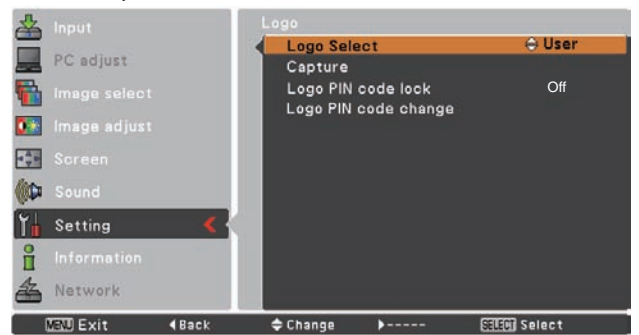 Input
PC adjust
Image select
Image adjust
Screen
Sound
Setting
Information
Network
Logo
Logo Select User
Capture
Logo PIN code lock Off
Logo PIN code change
MENU Exit Back Change ----- SELECT Select